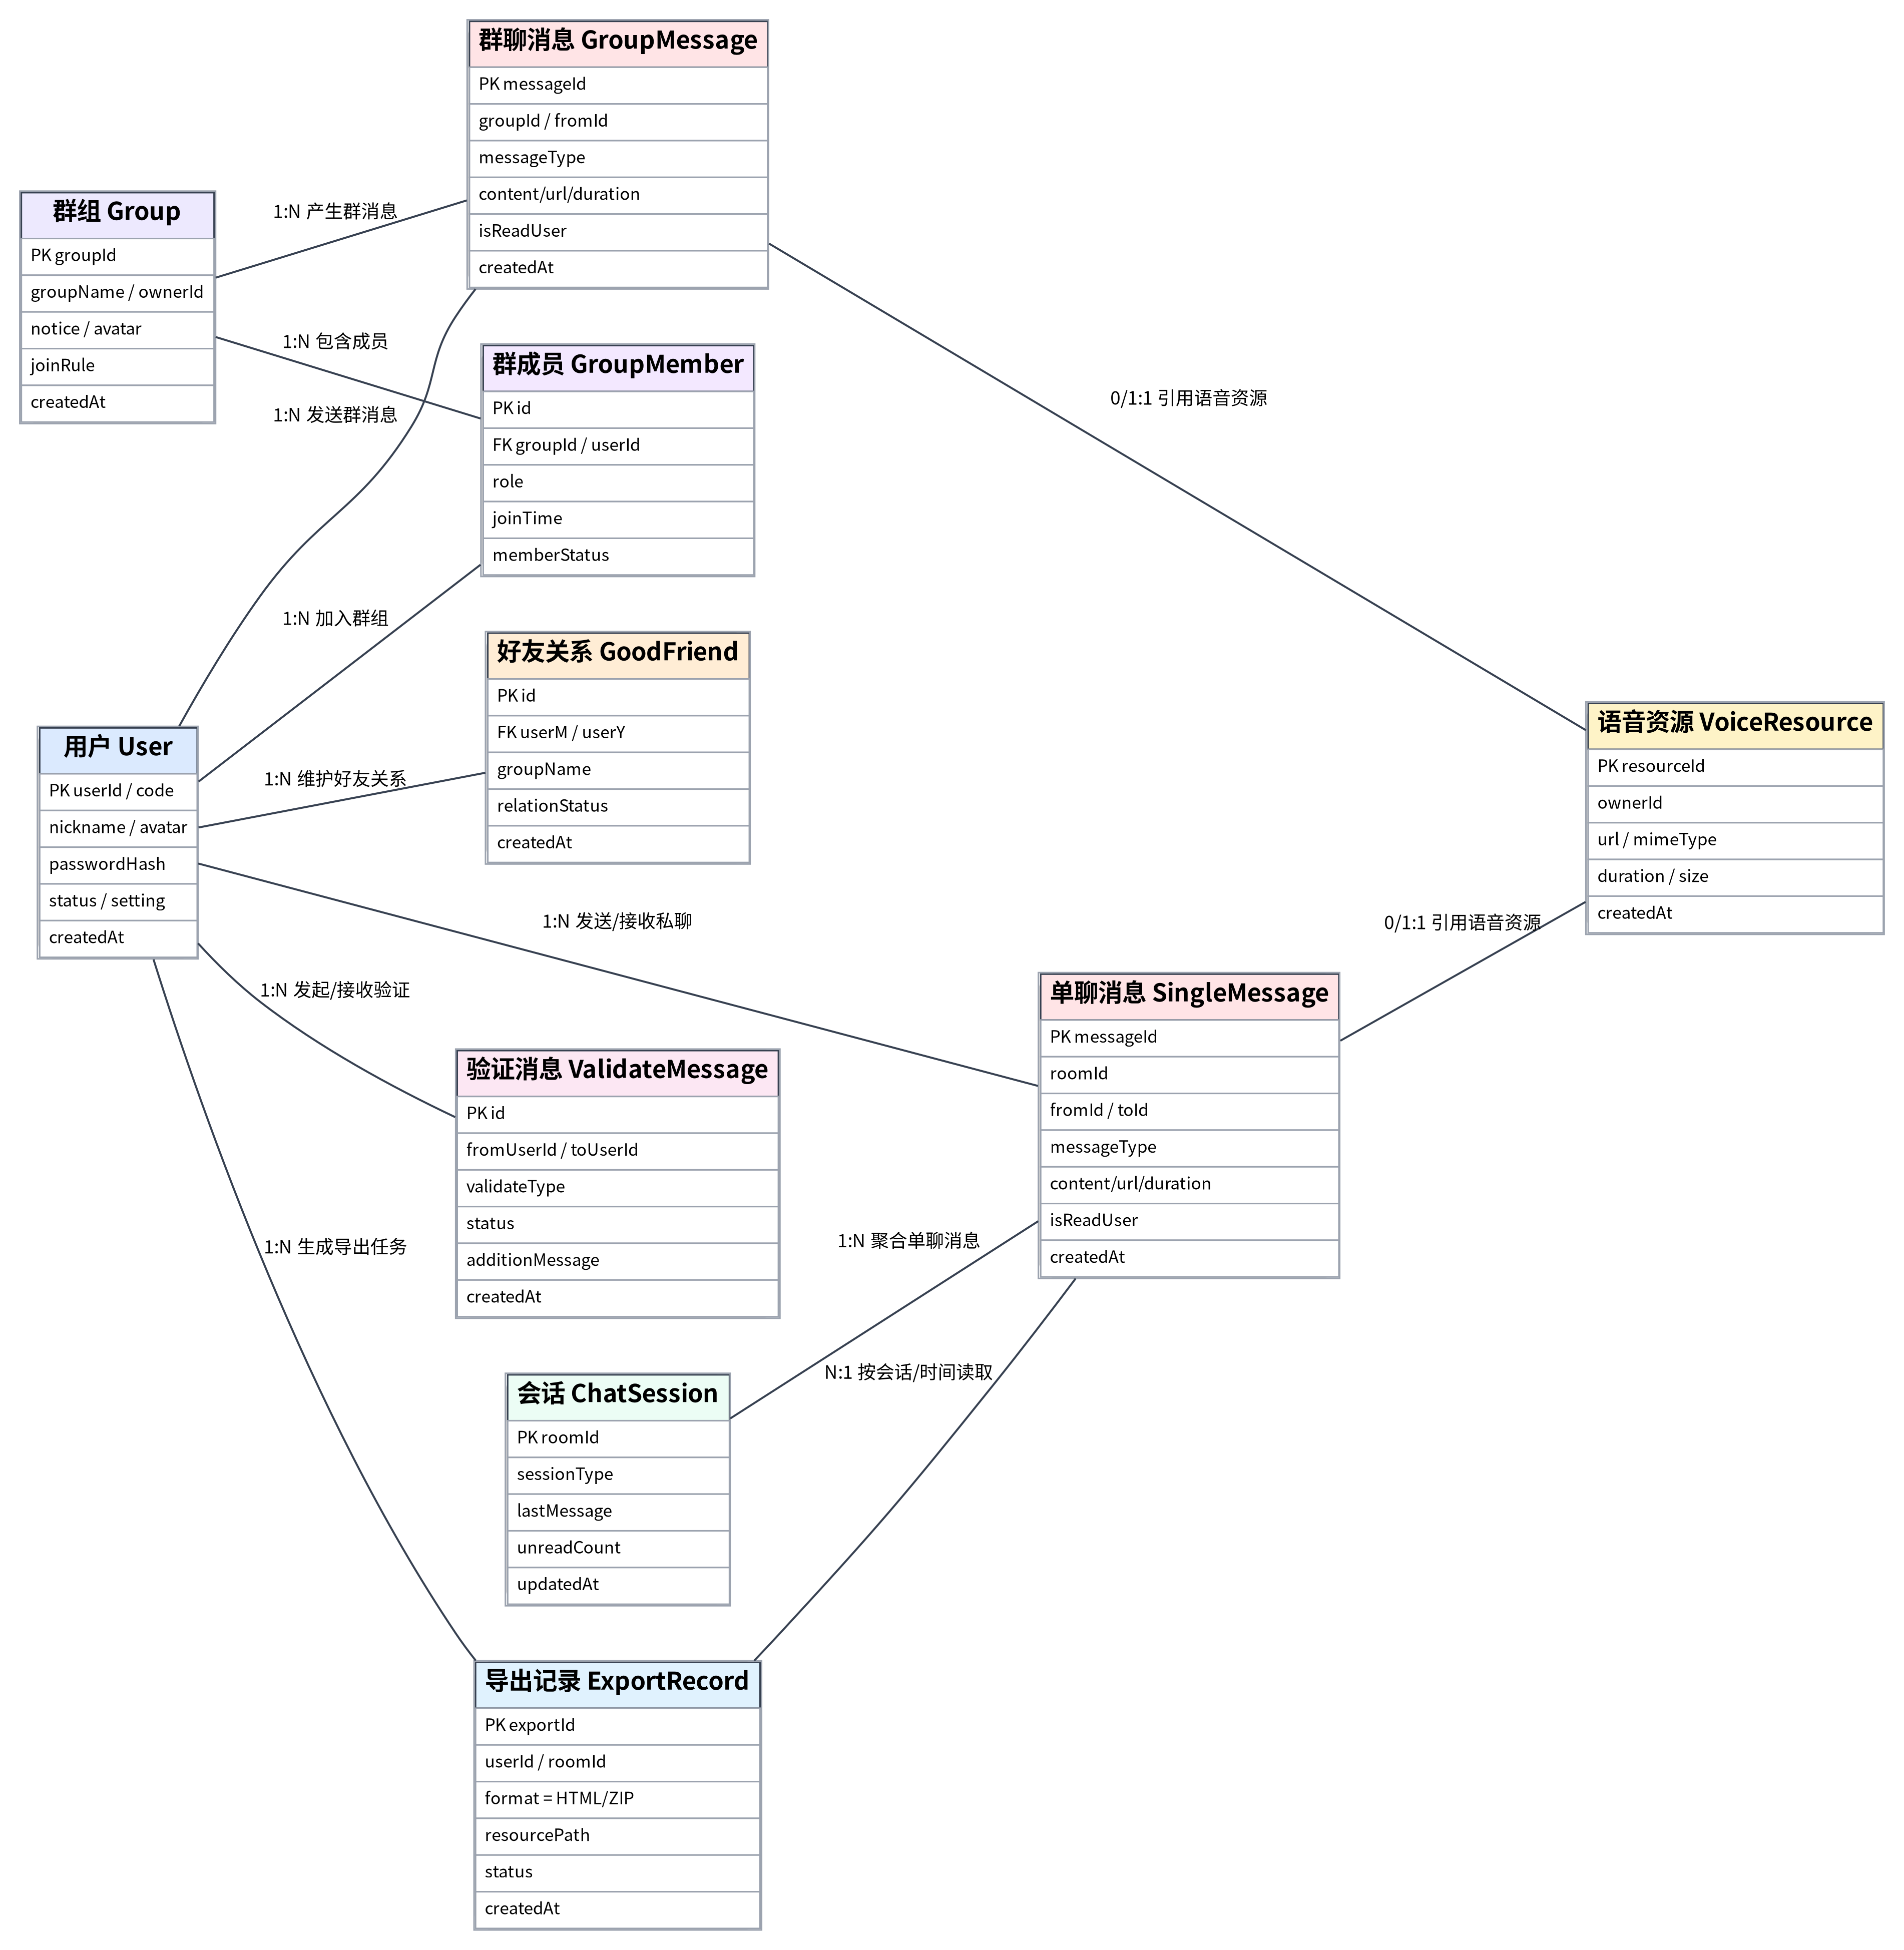 群聊消息 GroupMessage
PK messageId
groupId / fromId
messageType
content/url/duration
isReadUser
createdAt
群组 Group
PK groupId
groupName / ownerId
notice / avatar
joinRule
createdAt
1:N 产生群消息
1:N 包含成员
1:N 发送群消息
群成员 GroupMember
PK id
FK groupId / userId
role
joinTime
memberStatus
0/1:1 引用语音资源
1:N 加入群组
好友关系 GoodFriend
PK id
FK userM / userY
groupName
relationStatus
createdAt
用户 User
PK userId / code
nickname / avatar
passwordHash
status / setting
createdAt
1:N 维护好友关系
语音资源 VoiceResource
PK resourceId
ownerId
url / mimeType
duration / size
createdAt
1:N 发送/接收私聊
0/1:1 引用语音资源
1:N 发起/接收验证
单聊消息 SingleMessage
PK messageId
roomId
fromId / toId
messageType
content/url/duration
isReadUser
createdAt
验证消息 ValidateMessage
PK id
fromUserId / toUserId
validateType
status
additionMessage
createdAt
1:N 生成导出任务
1:N 聚合单聊消息
N:1 按会话/时间读取
会话 ChatSession
PK roomId
sessionType
lastMessage
unreadCount
updatedAt
导出记录 ExportRecord
PK exportId
userId / roomId
format = HTML/ZIP
resourcePath
status
createdAt